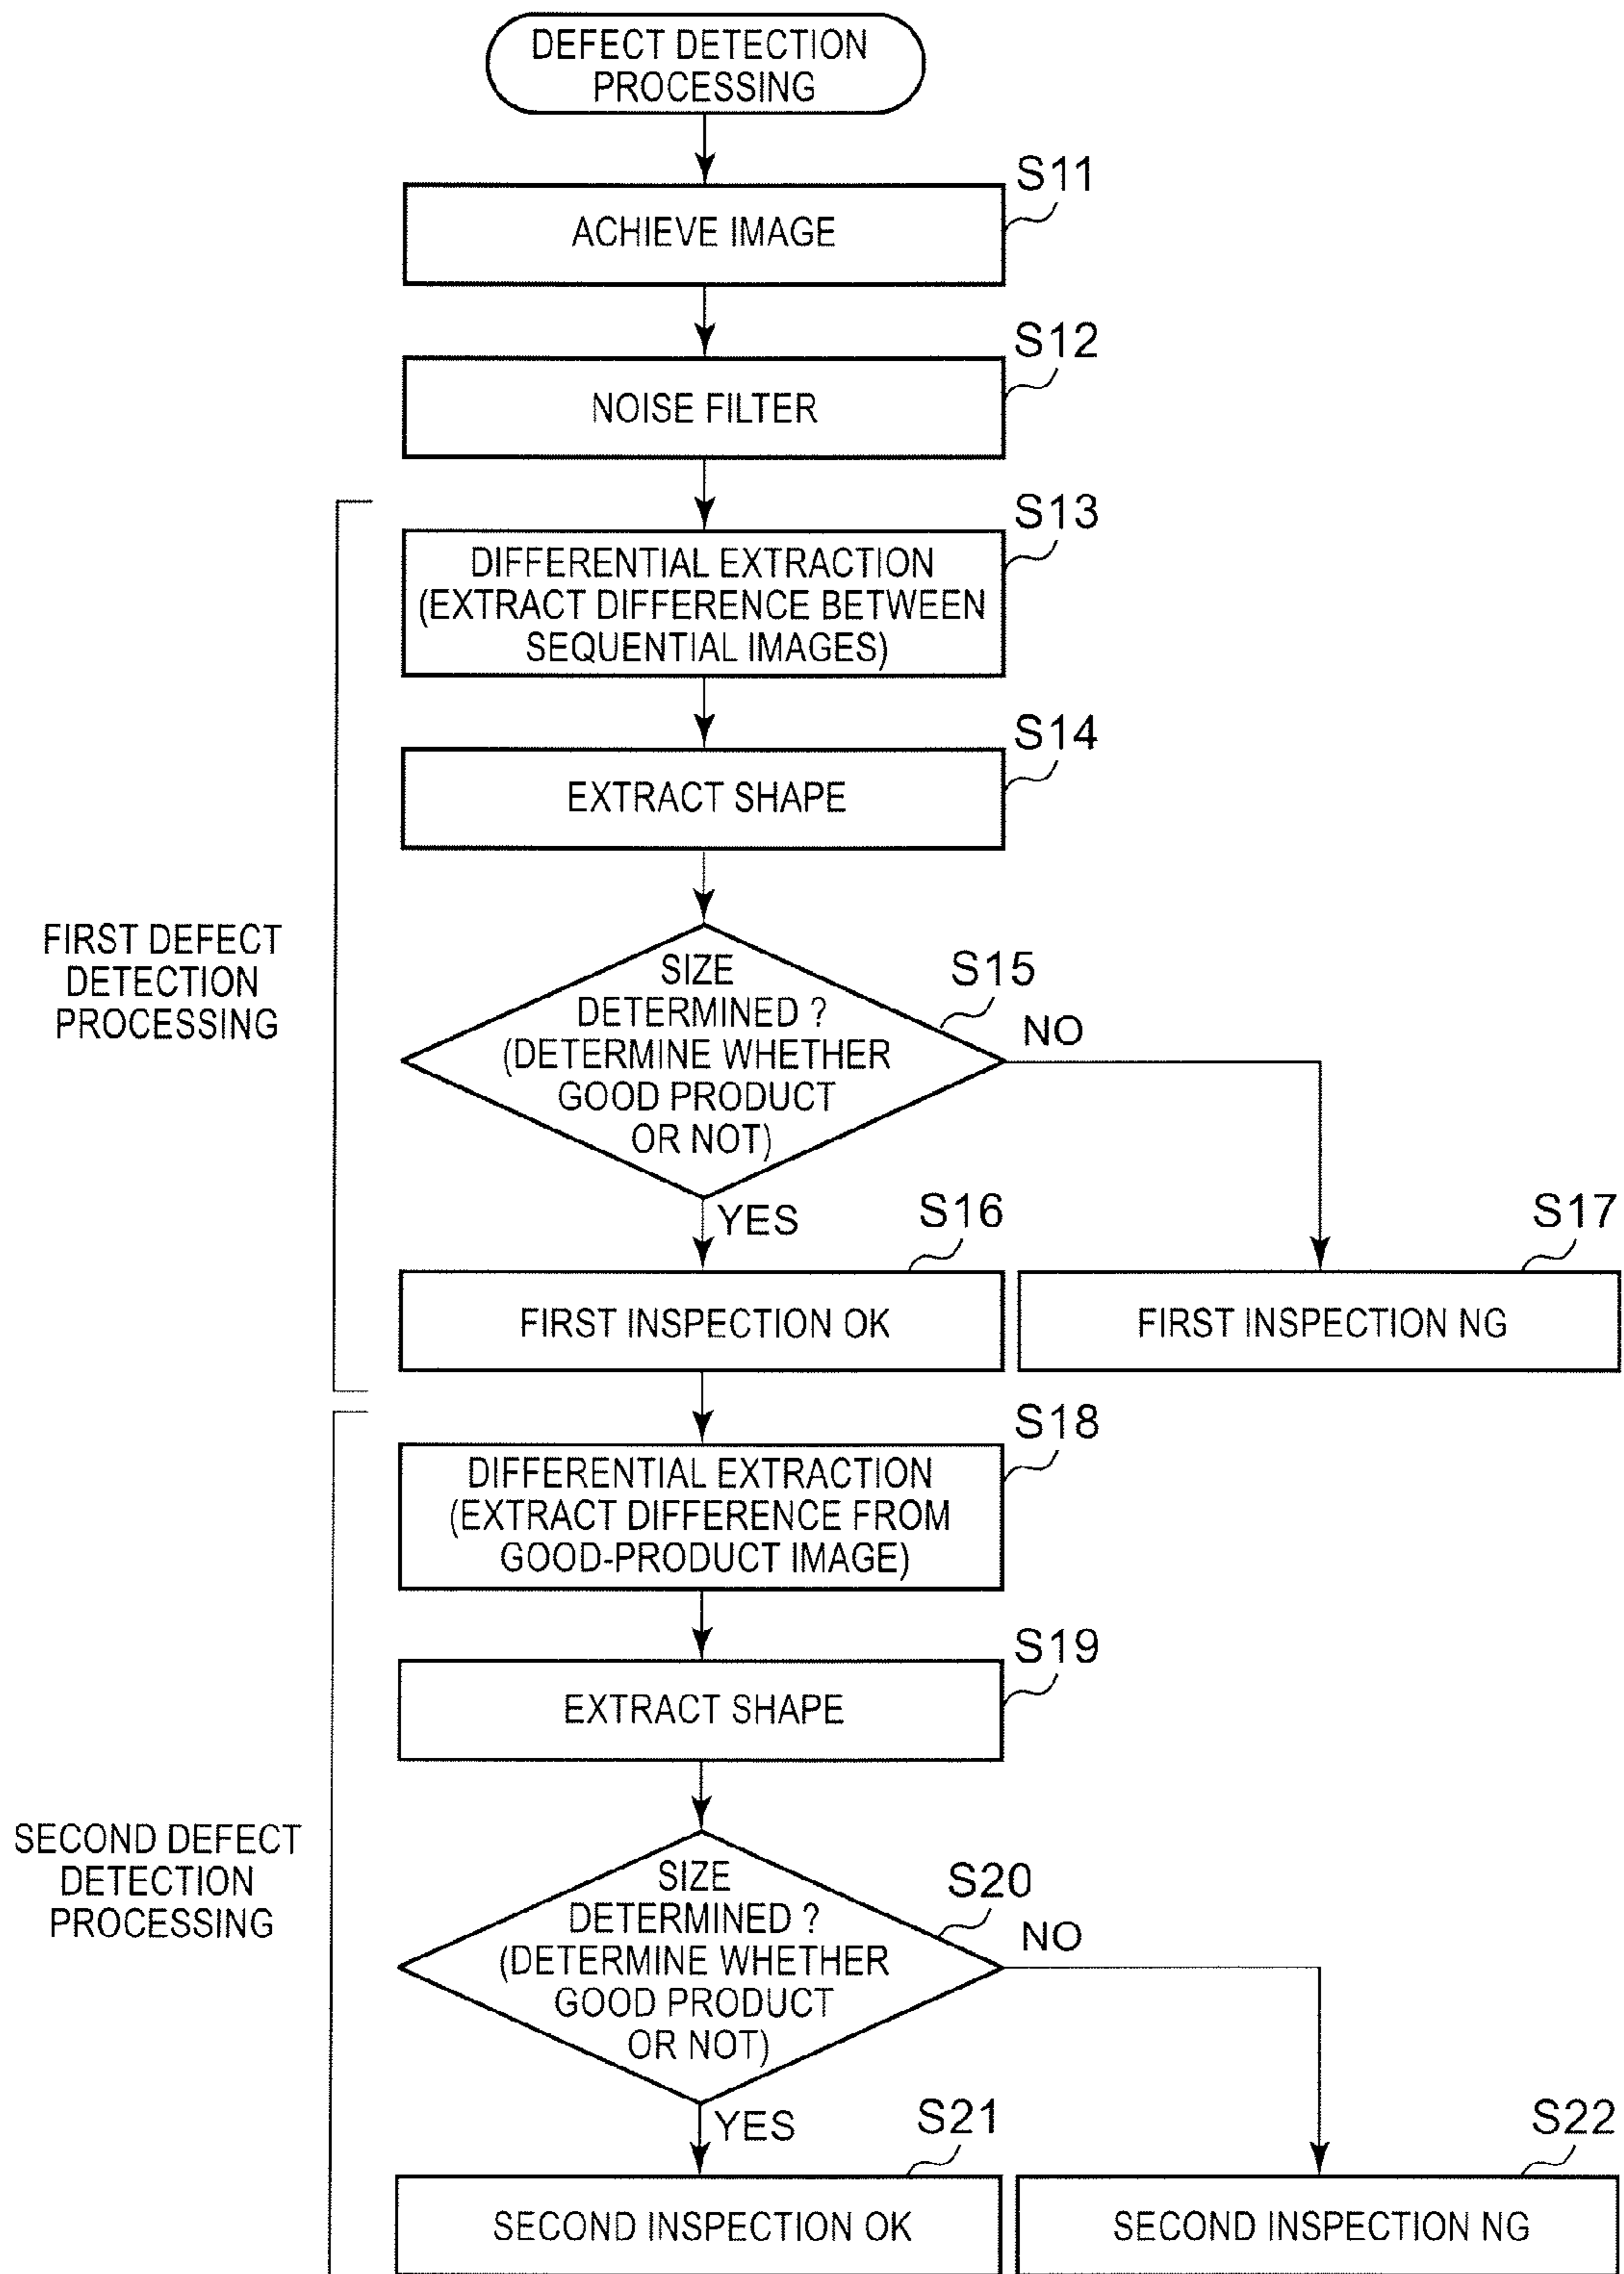 DEFECT DETECTION
PROCESSING
S11
ACHIEVE IMAGE
S12
NOISE FILTER
S13
DIFFERENTIAL EXTRACTION
(EXTRACT DIFFERENCE BETWEEN
SEQUENTIAL IMAGES)
S14
EXTRACT SHAPE
FIRST DEFECT
DETECTION
PROCESSING
S15
SIZE
DETERMINED ?
(DETERMINE WHETHER
GOOD PRODUCT
OR NOT)
NO
YES
S16
FIRST INSPECTION OK
S17
FIRST INSPECTION NG
S18
DIFFERENTIAL EXTRACTION
(EXTRACT DIFFERENCE FROM
GOOD-PRODUCT IMAGE)
S19
EXTRACT SHAPE
SECOND DEFECT
DETECTION
PROCESSING
S20
SIZE
DETERMINED ?
(DETERMINE WHETHER
GOOD PRODUCT
OR NOT)
NO
YES
S21
SECOND INSPECTION OK
S22
SECOND INSPECTION NG